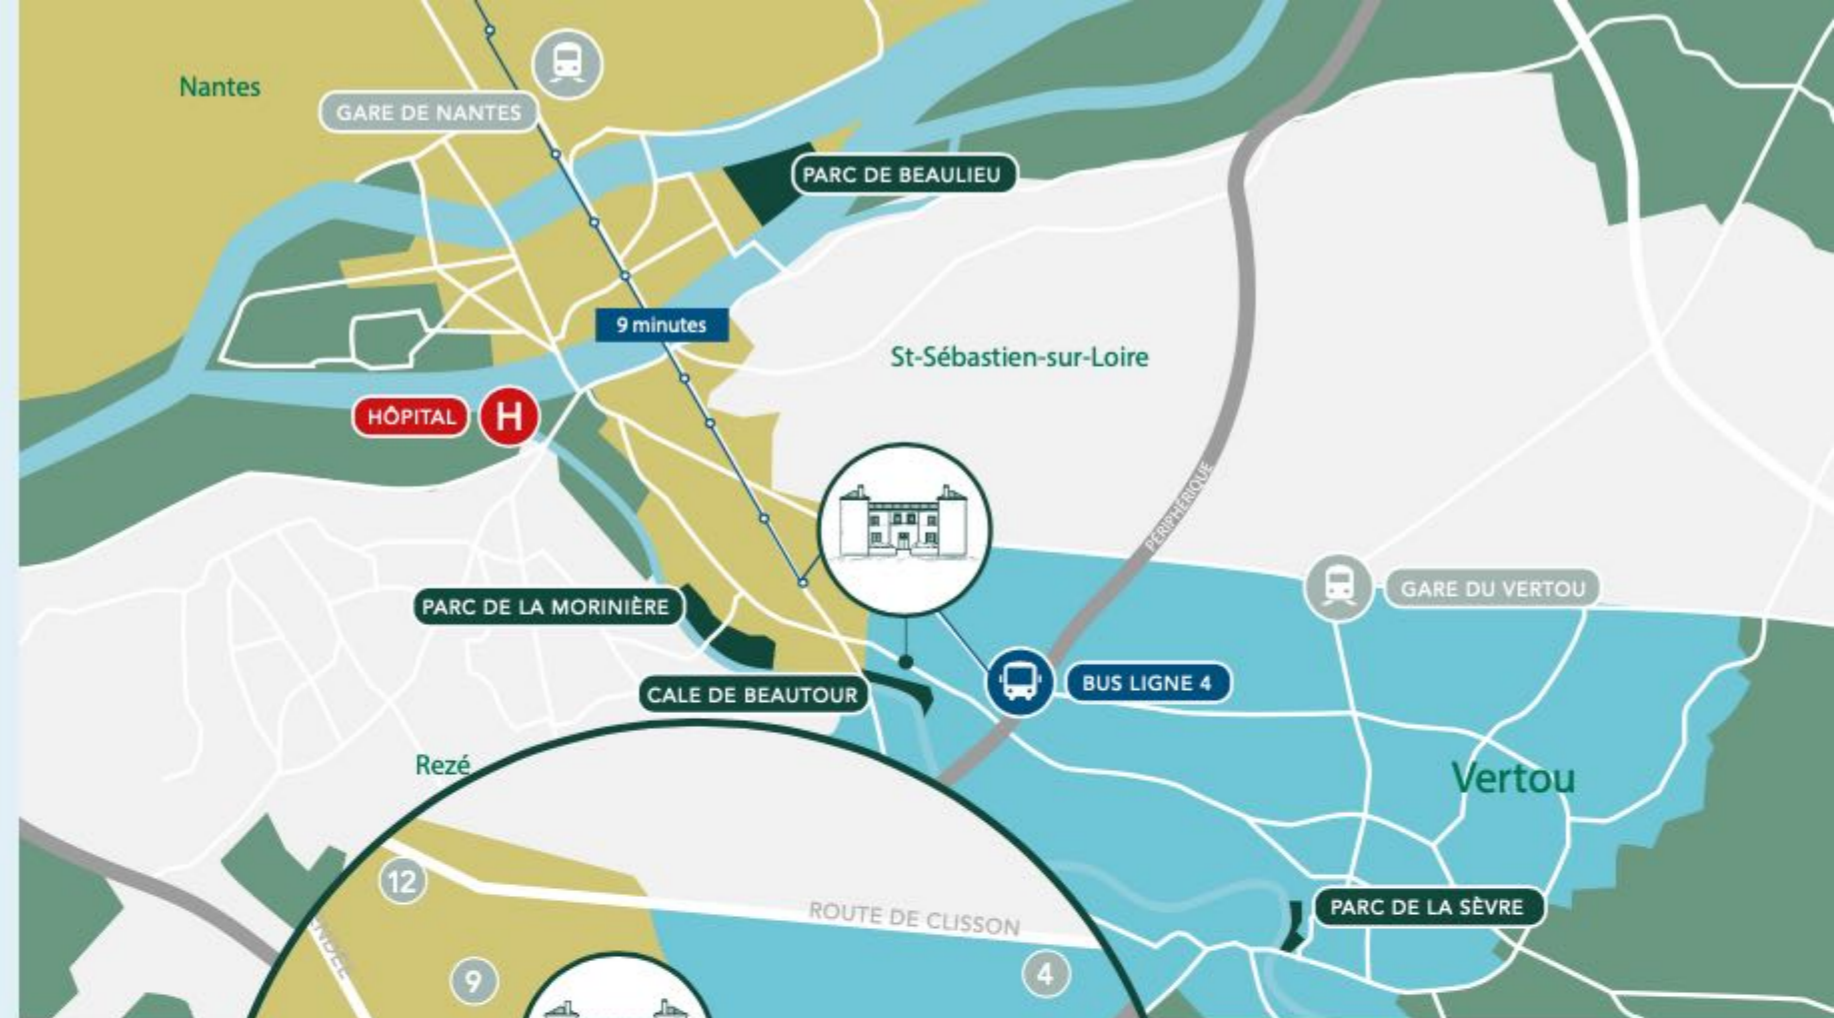 Nantes
GARE DE NANTES
PARC DE BEAULIEU
9 minutes
St-Sébastien-sur-Loire
HÔPITAL
H
PÉRIPHÉRIQUE
GARE DU VERTOU
PARC DE LA MORINIÈRE
BUS LIGNE 4
CALE DE BEAUTOUR
Rezé
Vertou
12
PARC DE LA SÈVRE
ROUTE DE CLISSON
9
4